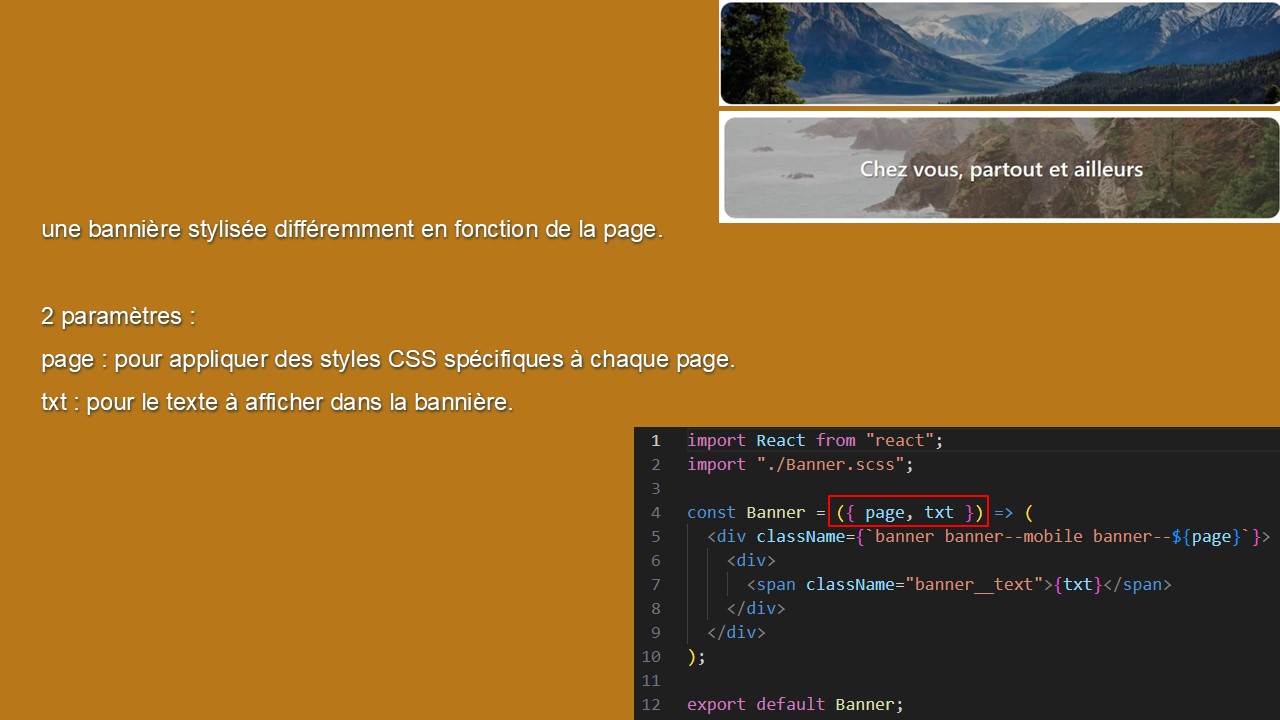 Chez vous, partout et ailleurs
une bannière stylisée différemment en fonction de la page.
2 paramètres :
page : pour appliquer des styles CSS spécifiques à chaque page.
txt : pour le texte à afficher dans la bannière.
1 import React from "react";
2 import "./Banner.scss";
3
4 const Banner = ({ page, txt }) => (
5 <div className={`banner banner--mobile banner--${page}`}>
6 <div>
7 <span className="banner__text">{txt}</span>
8 </div>
9 </div>
10 );
11
12 export default Banner;